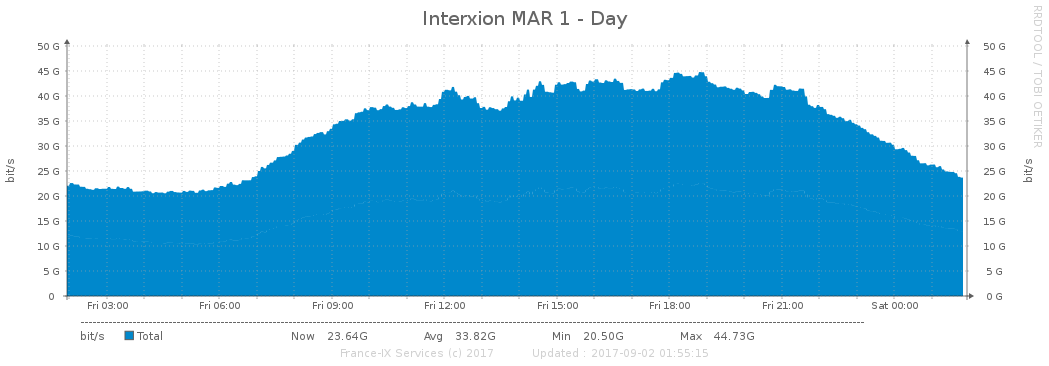 Interxion MAR 1 - Day
RRDTOOL / TOBI OETIKER
50 G 50 G
45 G 45 G
40 G 40 G
35 G 35 G
30 G 30 G
25 G 25 G
20 G 20 G
15 G 15 G
10 G 10 G
5 G 5 G
0 0 G
bit/s
bit/s
Fri 03:00 Fri 06:00 Fri 09:00 Fri 12:00 Fri 15:00 Fri 18:00 Fri 21:00 Sat 00:00
bit/s Total Now 23.64G Avg 33.82G Min 20.50G Max 44.73G
France-IX Services (c) 2017 Updated : 2017-09-02 01:55:15